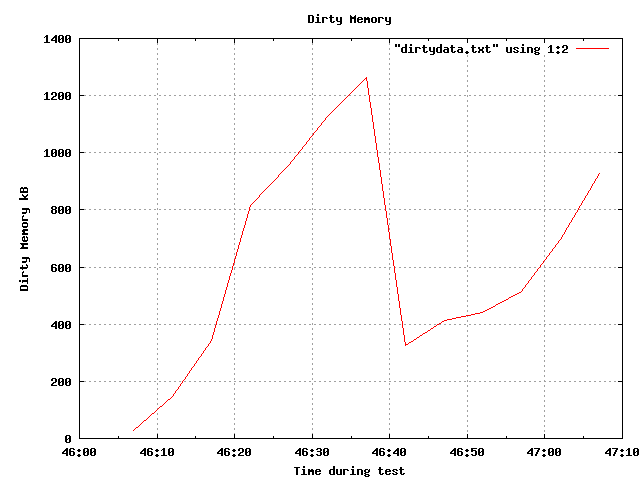 Dirty Memory
"dirtydata.txt" using 1:2
1400
1200
1000
800
600
400
200
0
Dirty Memory kB
46:00 46:10 46:20 46:30 46:40 46:50 47:00 47:10
Time during test